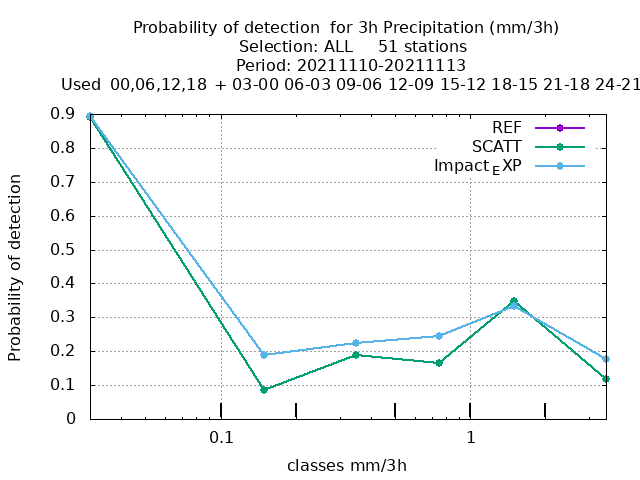 Probability of detection  for 3h Precipitation (mm/3h)
Selection: ALL     51 stations
Period: 20211110-20211113
Used  00,06,12,18  + 03-00 06-03 09-06 12-09 15-12 18-15 21-18 24-21
0.9
0.8
0.7
0.6
0.5
0.4
0.3
0.2
0.1
0
Probability of detection
REF
SCATT
Impact_EXP
0.1
1
classes mm/3h